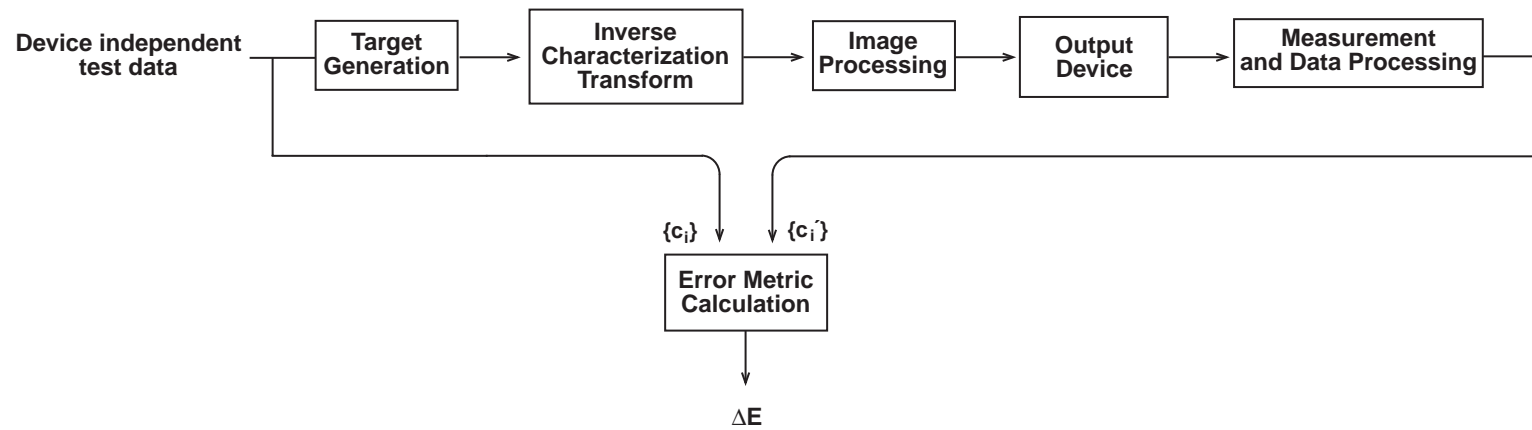 Device independent
test data
Target
Generation
Inverse
Characterization
Transform
Image
Processing
Output
Device
Measurement
and Data Processing
{ci}
{ci´}
Error Metric
Calculation
ΔE